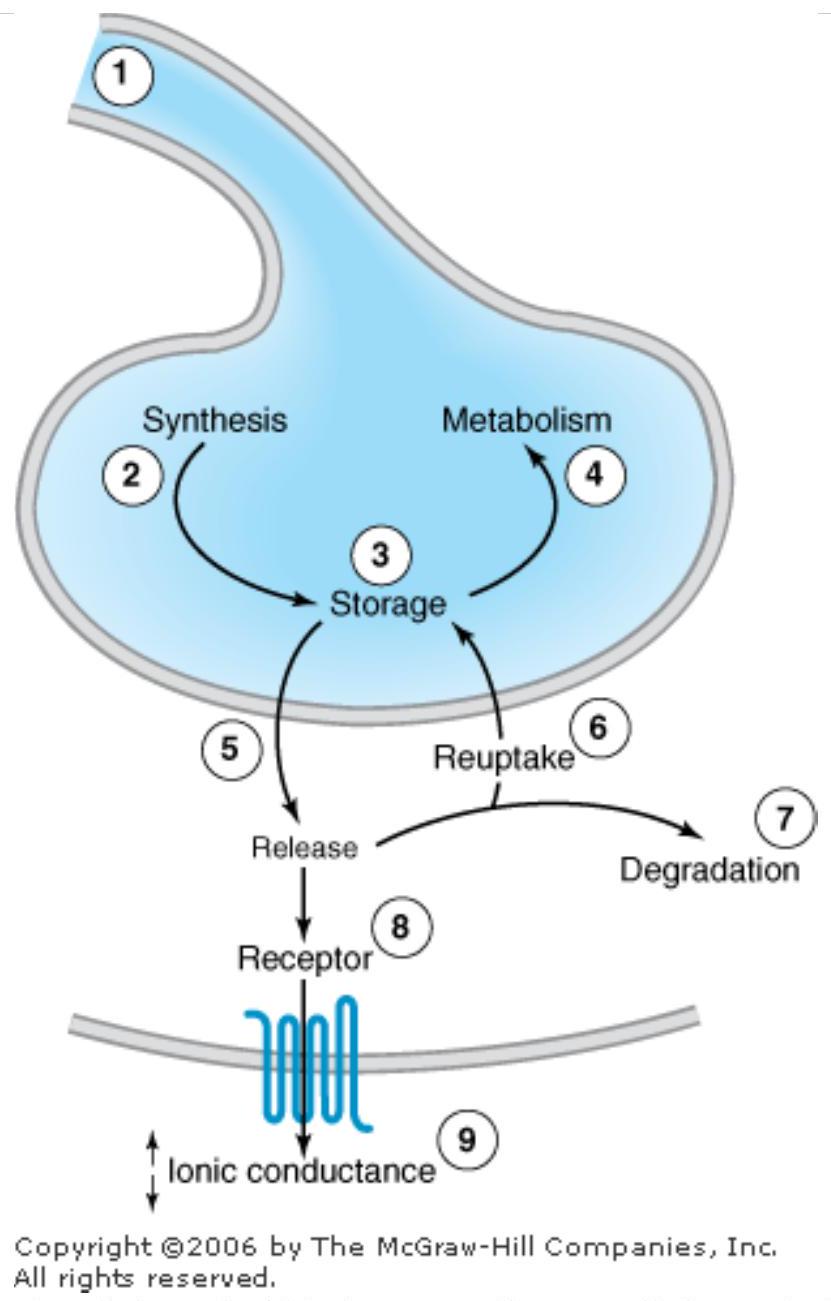 1
Synthesis
Metabolism
2
4
3
Storage
5
6
Reuptake
7
Release
Degradation
8
Receptor
9
Ionic conductance
Copyright ©2006 by The McGraw-Hill Companies, Inc.
All rights reserved.